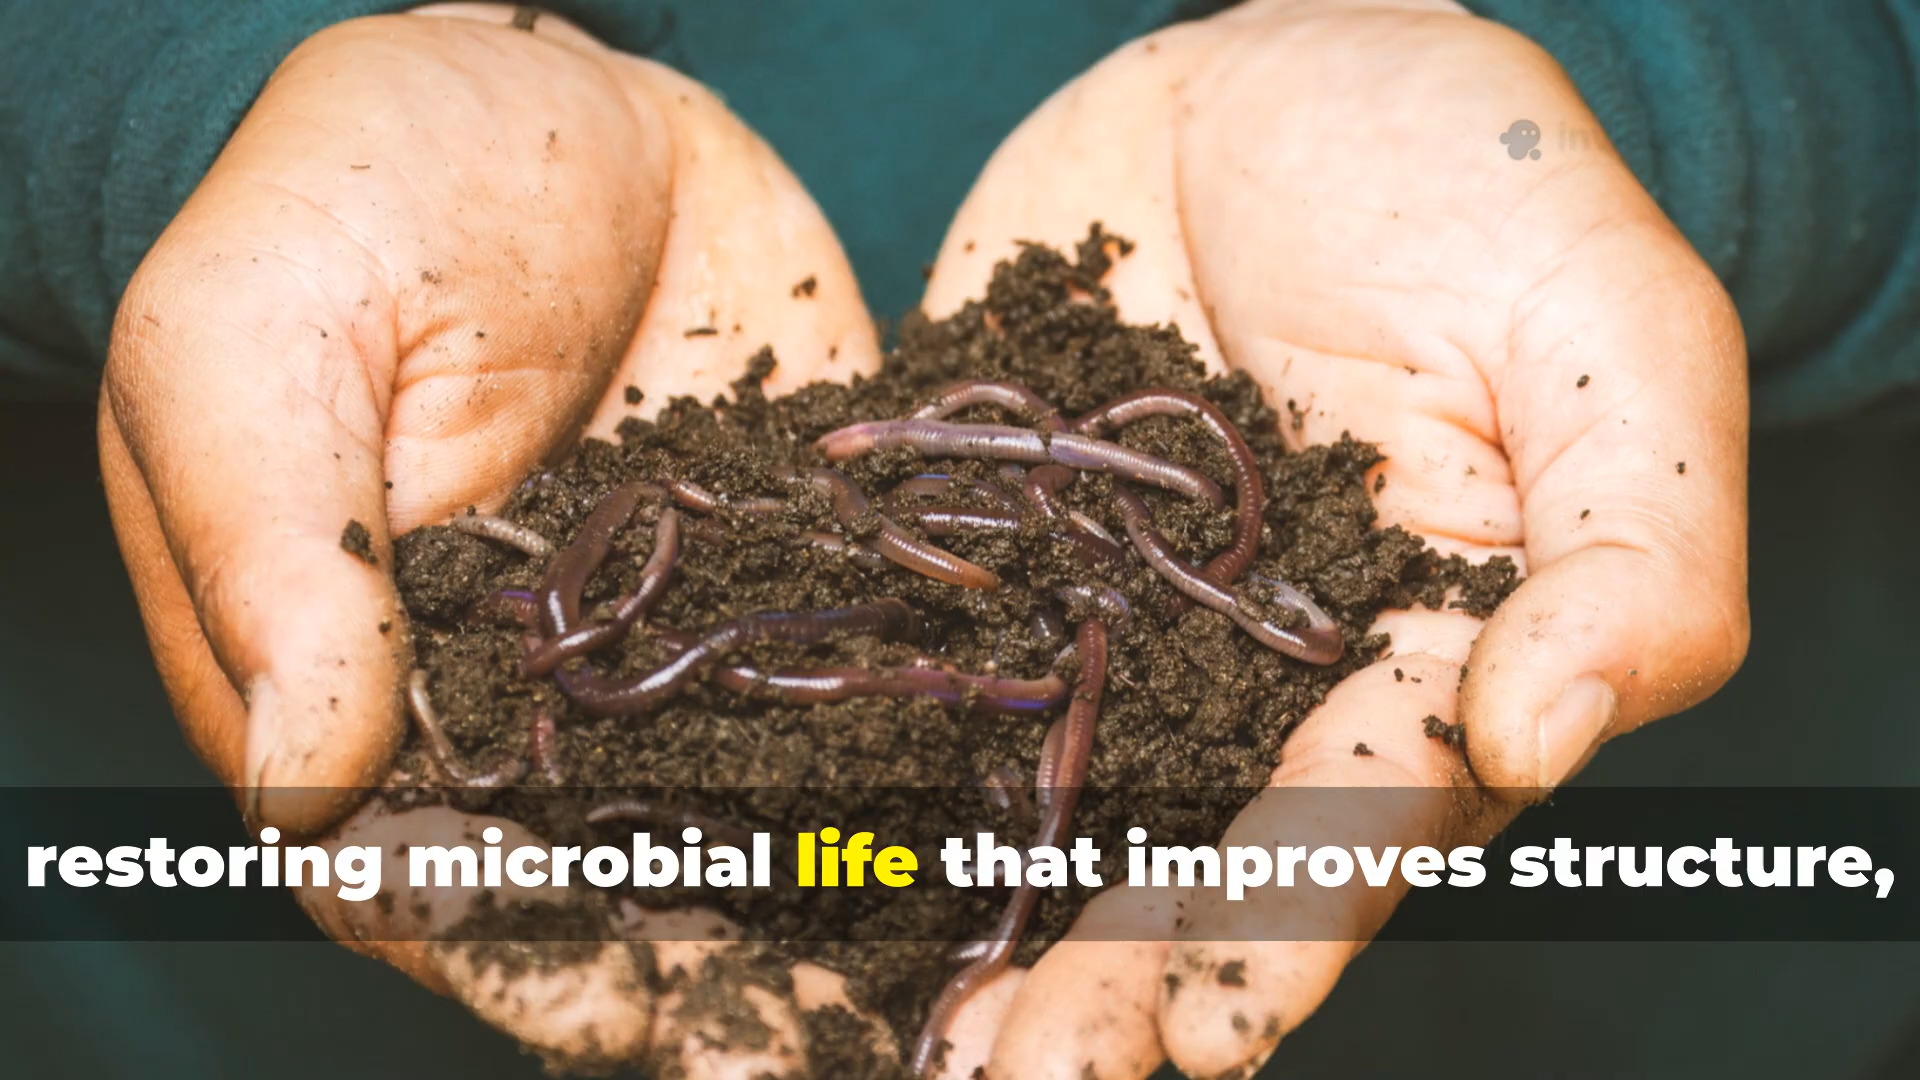 restoring microbial life that improves structure,